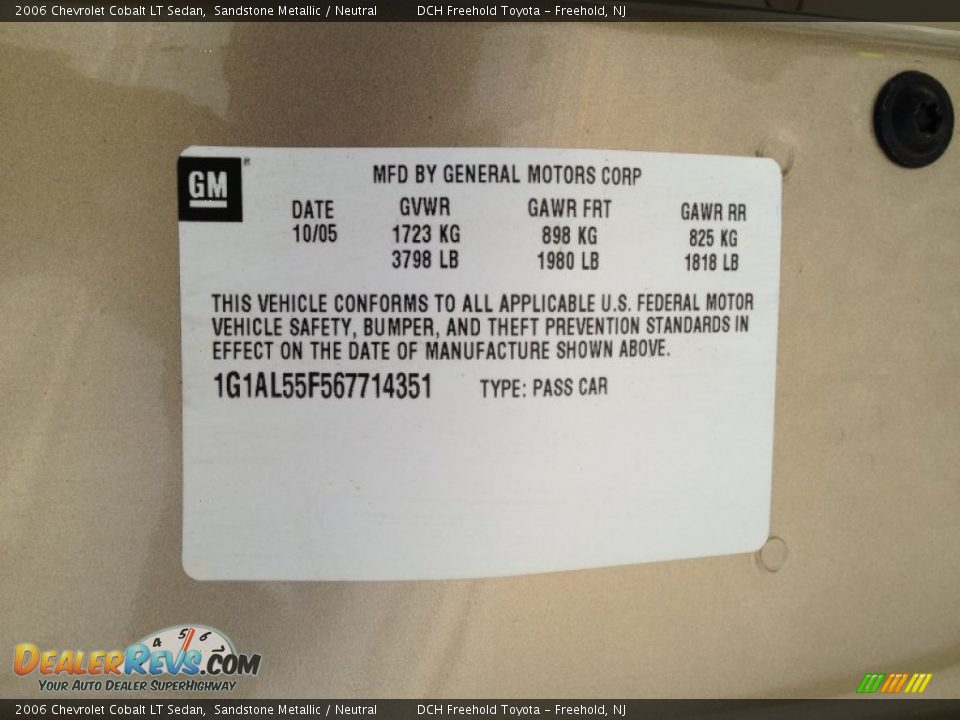 2006 Chevrolet Cobalt LT Sedan, Sandstone Metallic / Neutral DCH Freehold Toyota - Freehold, NJ
GM®
MFD BY GENERAL MOTORS CORP
DATE GVWR GAWR FRT GAWR RR
10/05 1723 KG 898 KG 825 KG
3798 LB 1980 LB 1818 LB
THIS VEHICLE CONFORMS TO ALL APPLICABLE U.S. FEDERAL MOTOR
VEHICLE SAFETY, BUMPER, AND THEFT PREVENTION STANDARDS IN
EFFECT ON THE DATE OF MANUFACTURE SHOWN ABOVE.
1G1AL55F567714351 TYPE: PASS CAR
4 5 6 7
DEALERREVS.COM
YOUR AUTO DEALER SUPERHIGHWAY
2006 Chevrolet Cobalt LT Sedan, Sandstone Metallic / Neutral DCH Freehold Toyota - Freehold, NJ